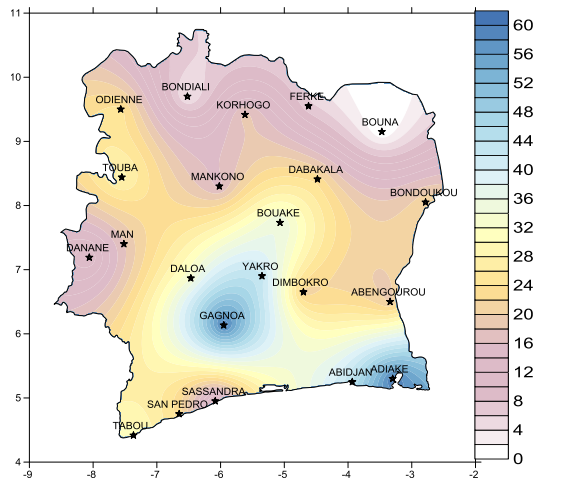 11
60
BONDIALI
56
10
ODIENNE
FERKE
KORHOGO
52
BOUNA
48
9
44
TOUBA
MANKONO
DABAKALA
40
BONDOUKOU
36
8
BOUAKE
32
MAN
DANANE
28
7
DALOA
YAKRO
DIMBOKRO
24
ABENGOUROU
20
GAGNOA
6
16
ABIDJAN
ADIAKE
12
SASSANDRA
5
SAN PEDRO
8
TABOU
4
4
0
-9
-8
-7
-6
-5
-4
-3
-2